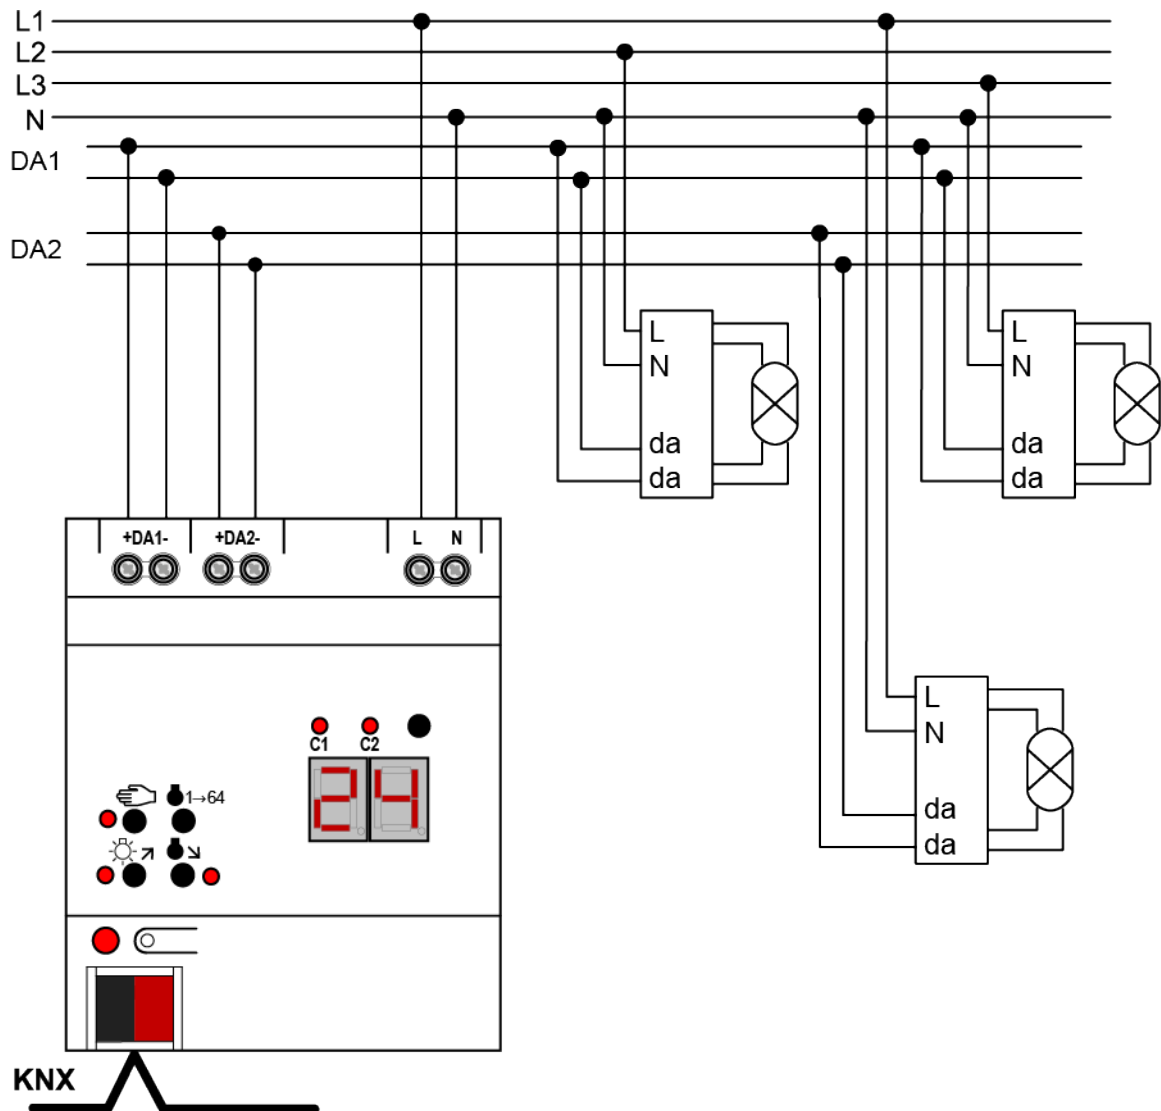 L1
L2
L3
N
DA1
DA2
L
N
da
da
L
N
da
da
+DA1- +DA2- L N
L
N
da
da
C1 C2
24
1→64
KNX